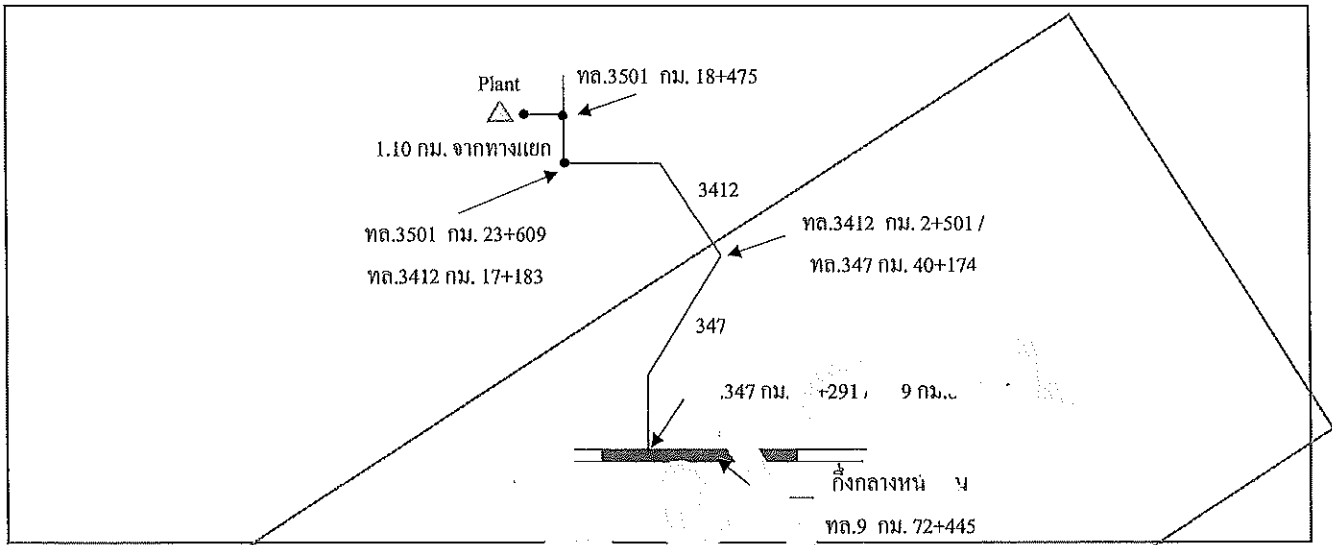 Plant
ทล.3501 กม. 18+475
1.10 กม. จากทางแยก
3412
ทล.3501 กม. 23+609
ทล.3412 กม. 17+183
ทล.3412 กม. 2+501 /
ทล.347 กม. 40+174
347
.347 กม. +291 / 9 กม.
กึ่งกลาง
ทล.9 กม. 72+445